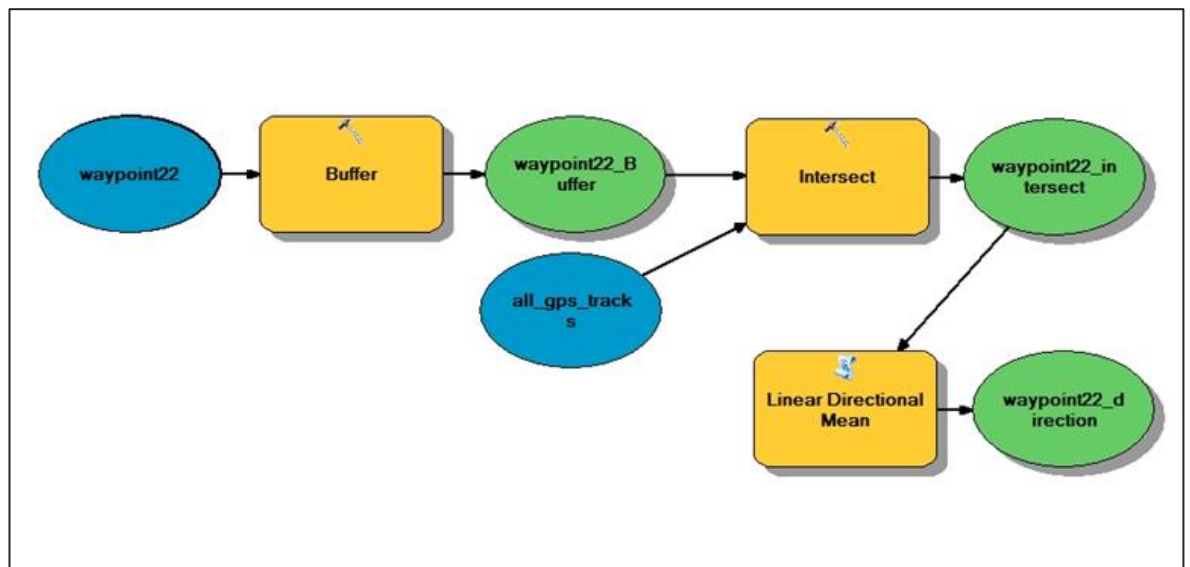 waypoint22
Buffer
waypoint22_B
uffer
Intersect
waypoint22_in
tersect
all_gps_track
s
Linear Directional
Mean
waypoint22_d
irection